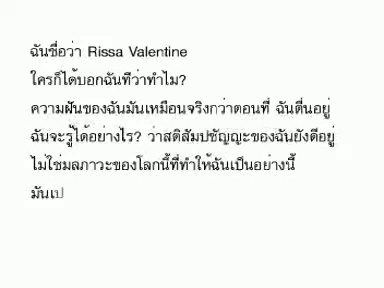 ฉันชื่อว่า Rissa Valentine
ใครก็ได้บอกฉันทีว่าทำไม?
ความฝันของฉันมันเหมือนจริงกว่าตอนที่ ฉันตื่นอยู่
ฉันจะรู้ได้อย่างไร? ว่าสติสัมปชัญญะของฉันยังดีอยู่
ไม่ใช่มลภาวะของโลกนี้ที่ทำให้ฉันเป็นอย่างนี้
มันเป